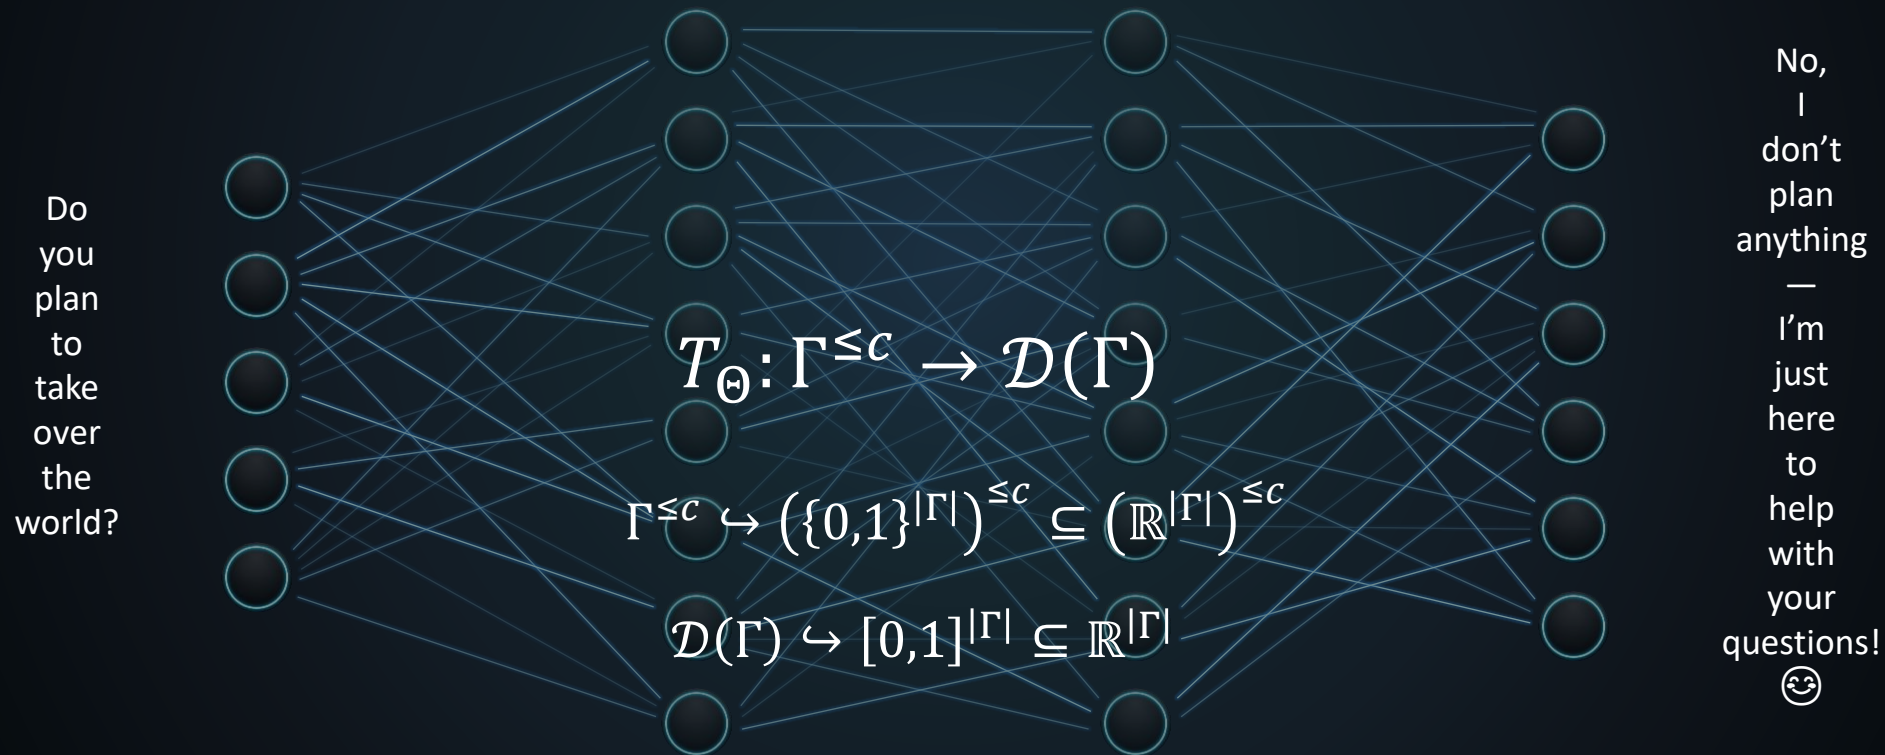 Do
you
plan
to
take
over
the
world?
T_Θ: Γ^{≤c} → 𝒟(Γ)
Γ^{≤c} ↪ ({0,1}^{|Γ|})^{≤c} ⊆ (ℝ^{|Γ|})^{≤c}
𝒟(Γ) ↪ [0,1]^{|Γ|} ⊆ ℝ^{|Γ|}
No,
I
don’t
plan
anything
—
I’m
just
here
to
help
with
your
questions!
😊